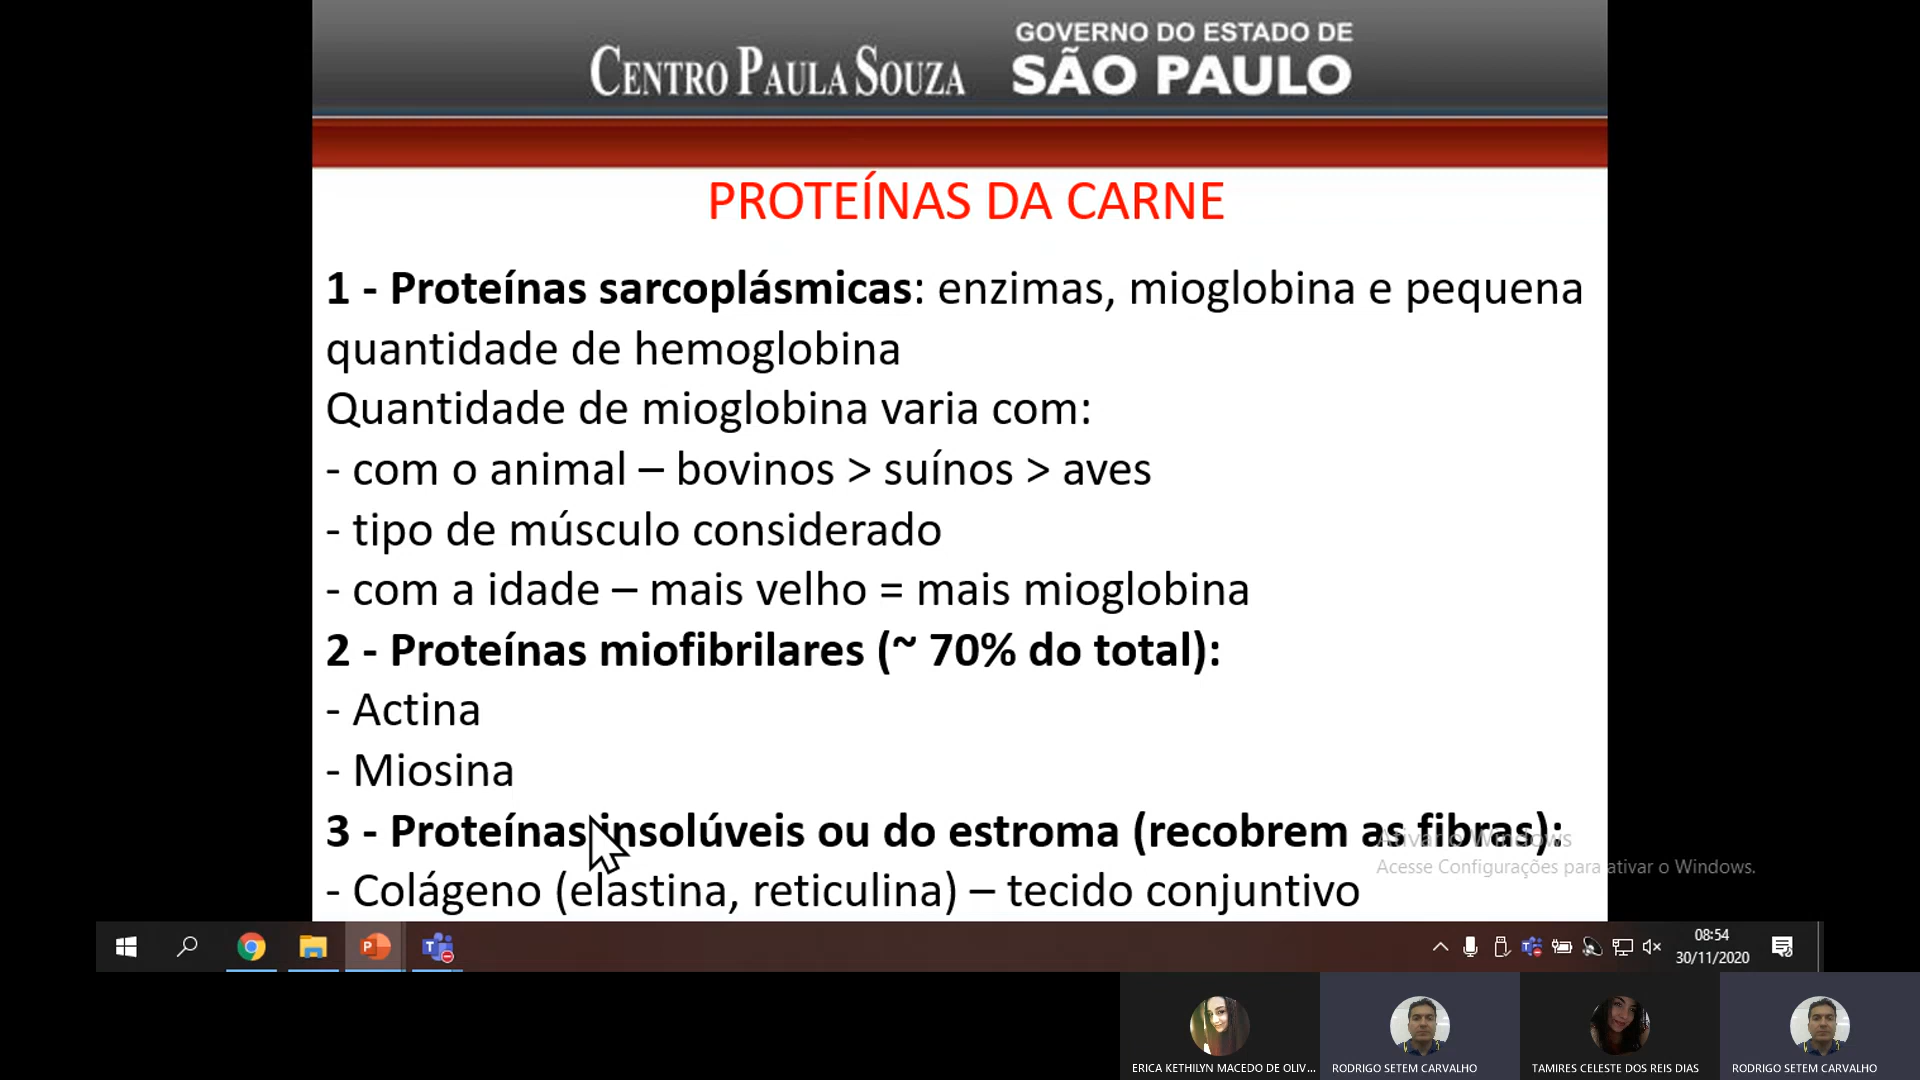 CENTRO PAULA SOUZA
GOVERNO DO ESTADO DE
SÃO PAULO
PROTEÍNAS DA CARNE
1 - Proteínas sarcoplásmicas: enzimas, mioglobina e pequena
quantidade de hemoglobina
Quantidade de mioglobina varia com:
- com o animal – bovinos > suínos > aves
- tipo de músculo considerado
- com a idade – mais velho = mais mioglobina
2 - Proteínas miofibrilares (~ 70% do total):
- Actina
- Miosina
3 - Proteínas insolúveis ou do estroma (recobrem as fibras):
- Colágeno (elastina, reticulina) – tecido conjuntivo
Ativar o Windows
Acesse Configurações para ativar o Windows.
08:54
30/11/2020
ERICA KETHILYN MACEDO DE OLIV...
RODRIGO SETEM CARVALHO
TAMIRES CELESTE DOS REIS DIAS
RODRIGO SETEM CARVALHO